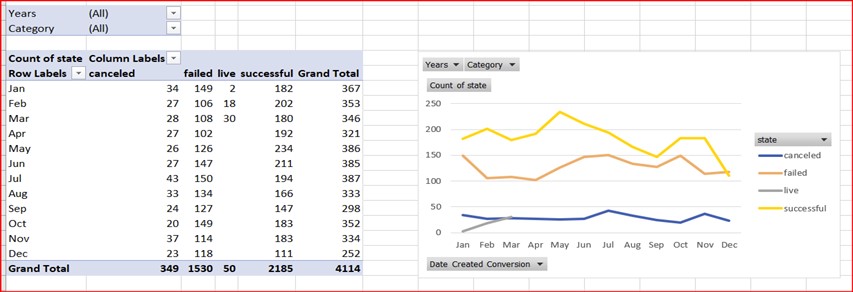 Years (All)
Category (All)
Count of state Column Labels
Row Labels canceled failed live successful Grand Total
Jan 34 149 2 182 367
Feb 27 106 18 202 353
Mar 28 108 30 180 346
Apr 27 102 192 321
May 26 126 234 386
Jun 27 147 211 385
Jul 43 150 194 387
Aug 33 134 166 333
Sep 24 127 147 298
Oct 20 149 183 352
Nov 37 114 183 334
Dec 23 118 111 252
Grand Total 349 1530 50 2185 4114
Years Category
Count of state
250
200
150
100
50
0
Jan Feb Mar Apr May Jun Jul Aug Sep Oct Nov Dec
state
canceled
failed
live
successful
Date Created Conversion